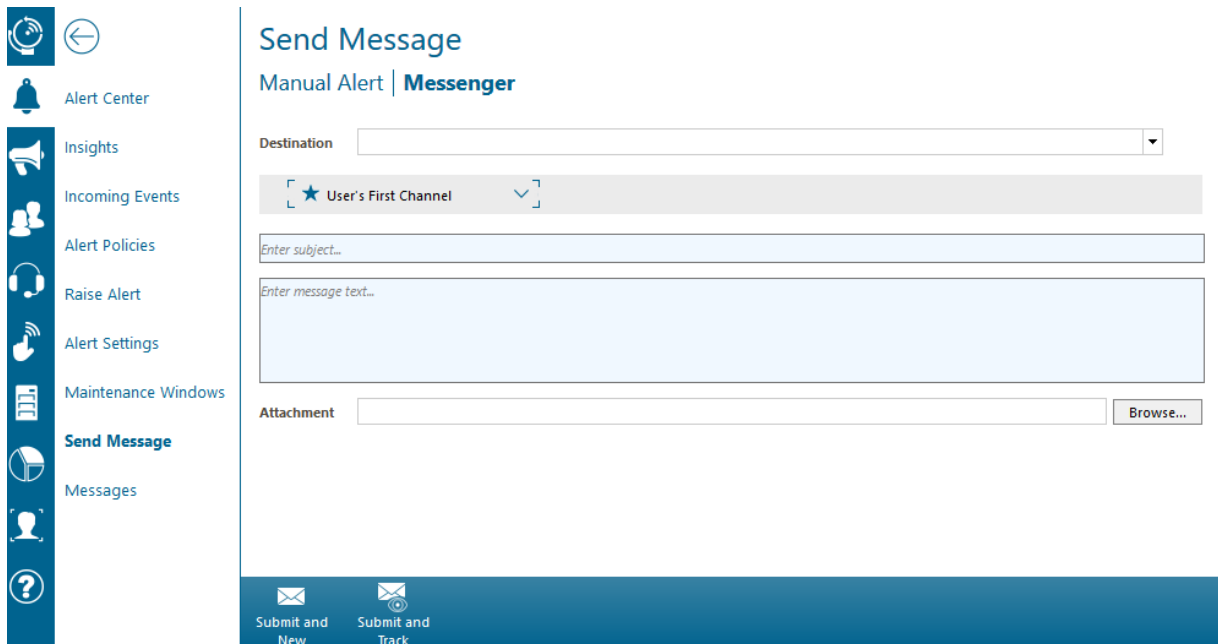 Alert Center
Insights
Incoming Events
Alert Policies
Raise Alert
Alert Settings
Maintenance Windows
Send Message
Messages
Send Message
Manual Alert | Messenger
Destination
User's First Channel
Enter subject...
Enter message text...
Attachment
Browse...
Submit and
New
Submit and
Track